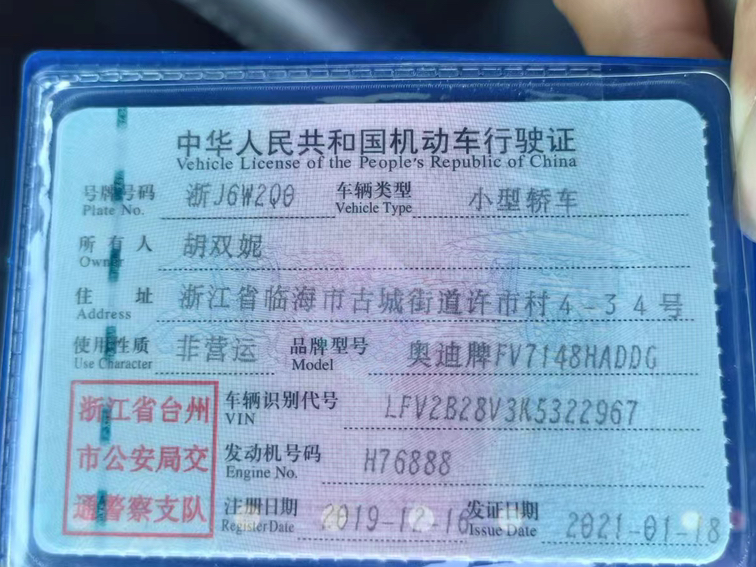 中华人民共和国机动车行驶证
Vehicle License of the People's Republic of China
号牌号码 浙J6W2Q0 车辆类型 小型轿车
Plate No. Vehicle Type
所有人 胡双妮
Owner
住址 浙江省临海市古城街道许市村4-34号
Address
使用性质 非营运 品牌型号 奥迪牌FV7148HADDG
Use Character Model
浙江省台州
市公安局交
通警察支队
车辆识别代号 LFV2B28V3K5322967
VIN
发动机号码 H76888
Engine No.
注册日期 2019-12-16 发证日期 2021-01-18
Register Date Issue Date